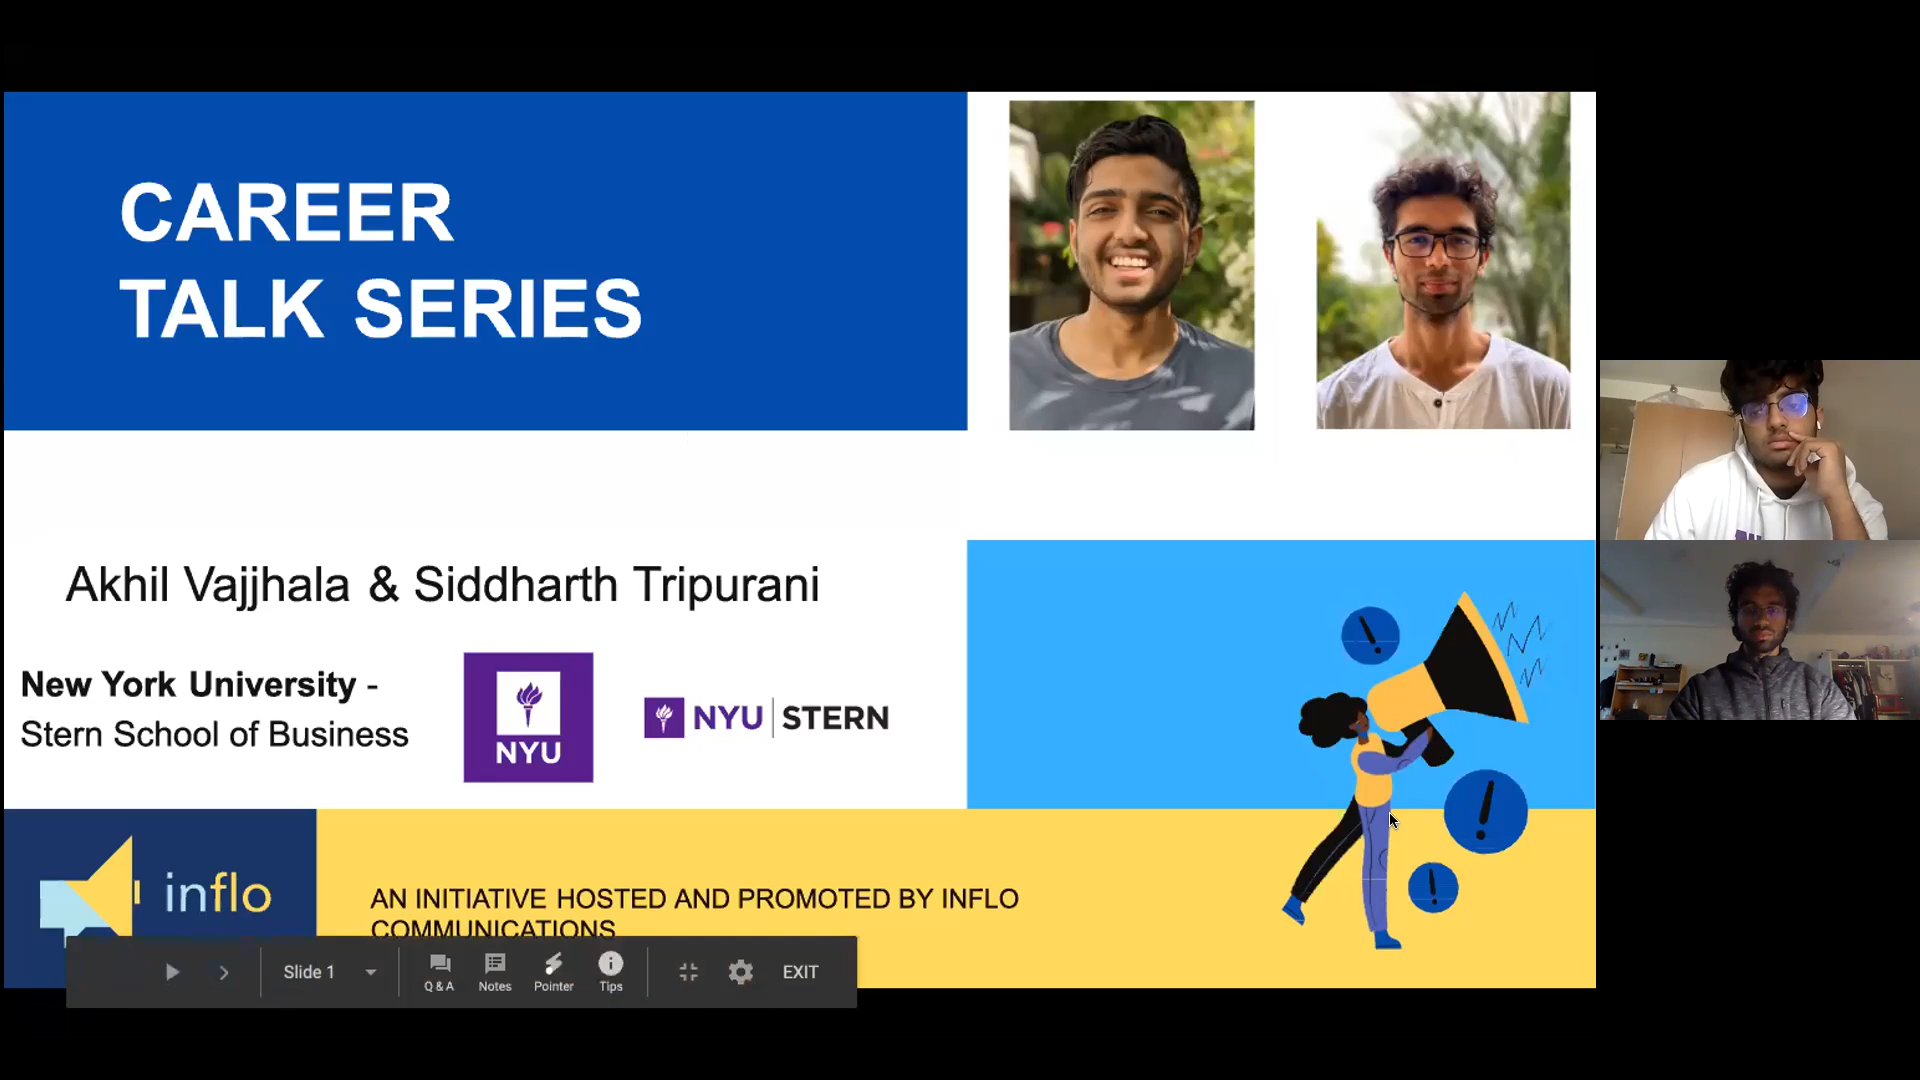 CAREER
TALK SERIES
Akhil Vajjhala & Siddharth Tripurani
New York University -
Stern School of Business
NYU
NYU STERN
inflo
AN INITIATIVE HOSTED AND PROMOTED BY INFLO
COMMUNICATIONS
Slide 1
Q & A
Notes
Pointer
Tips
EXIT